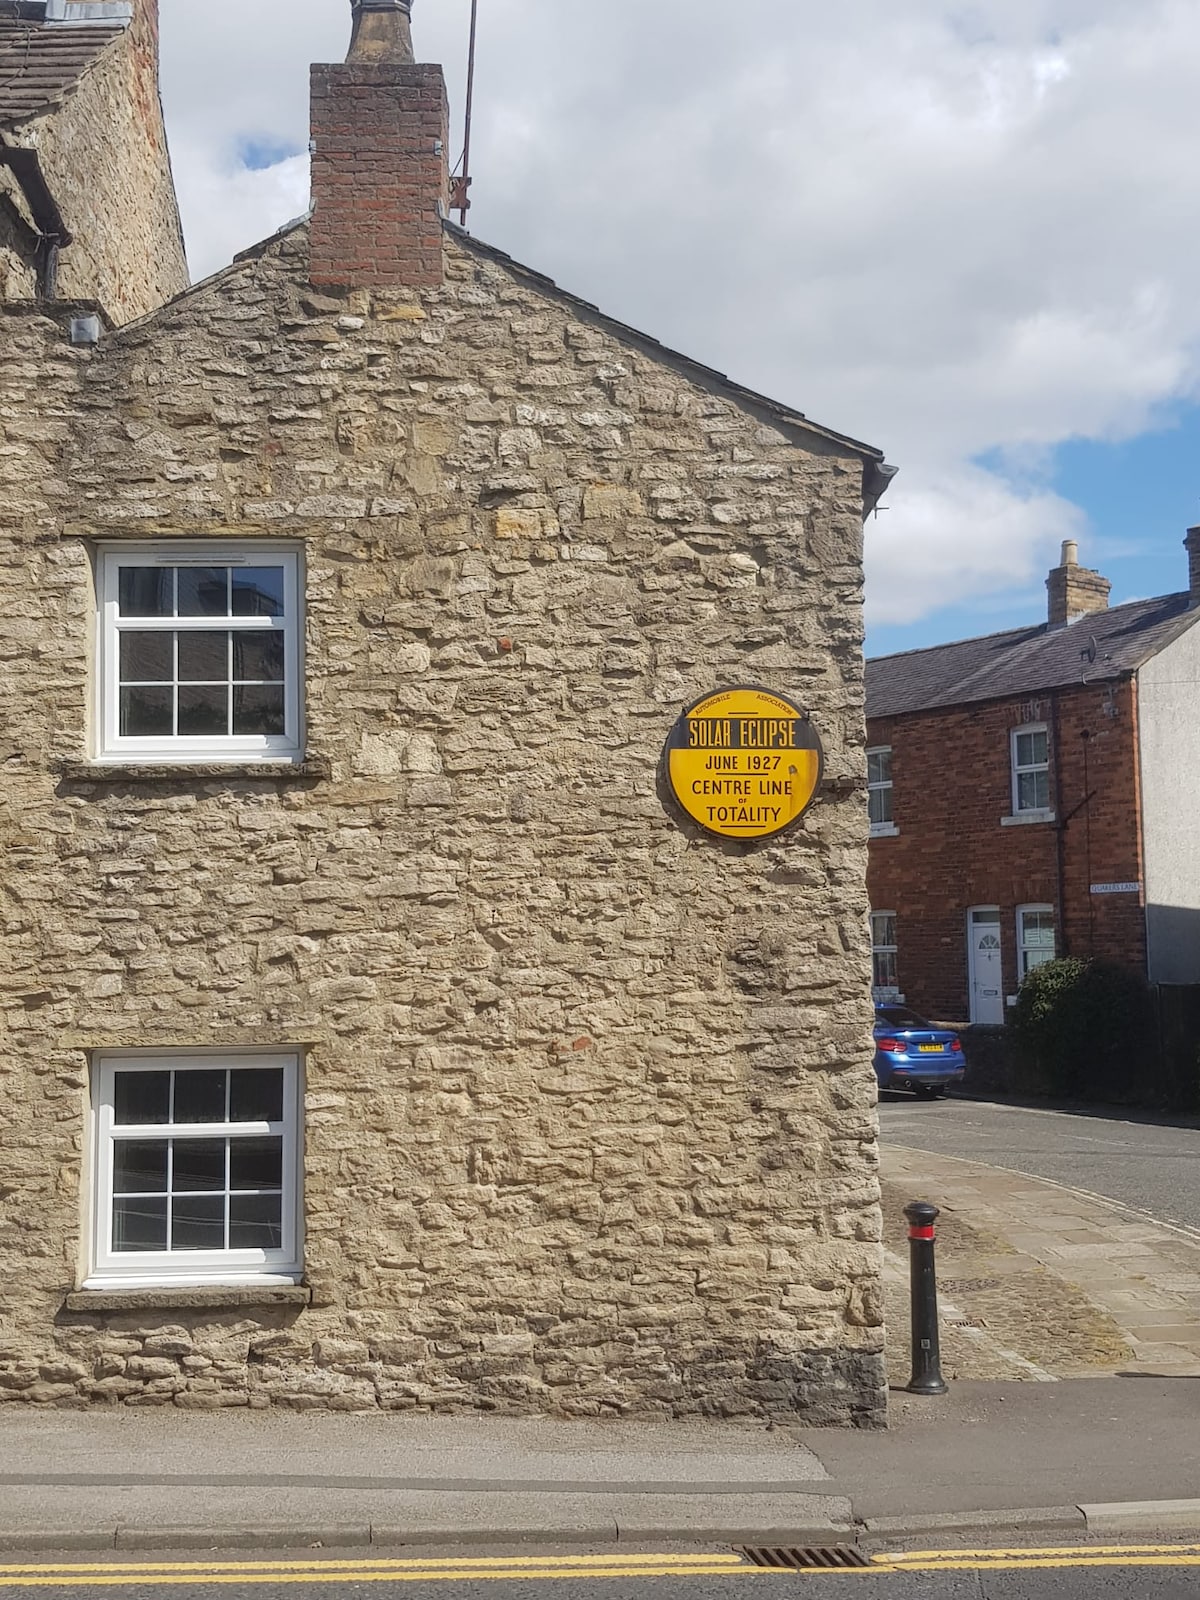 AUTOMOBILE ASSOCIATION
SOLAR ECLIPSE
JUNE 1927
CENTRE LINE
OF
TOTALITY
QUAKERS LANE